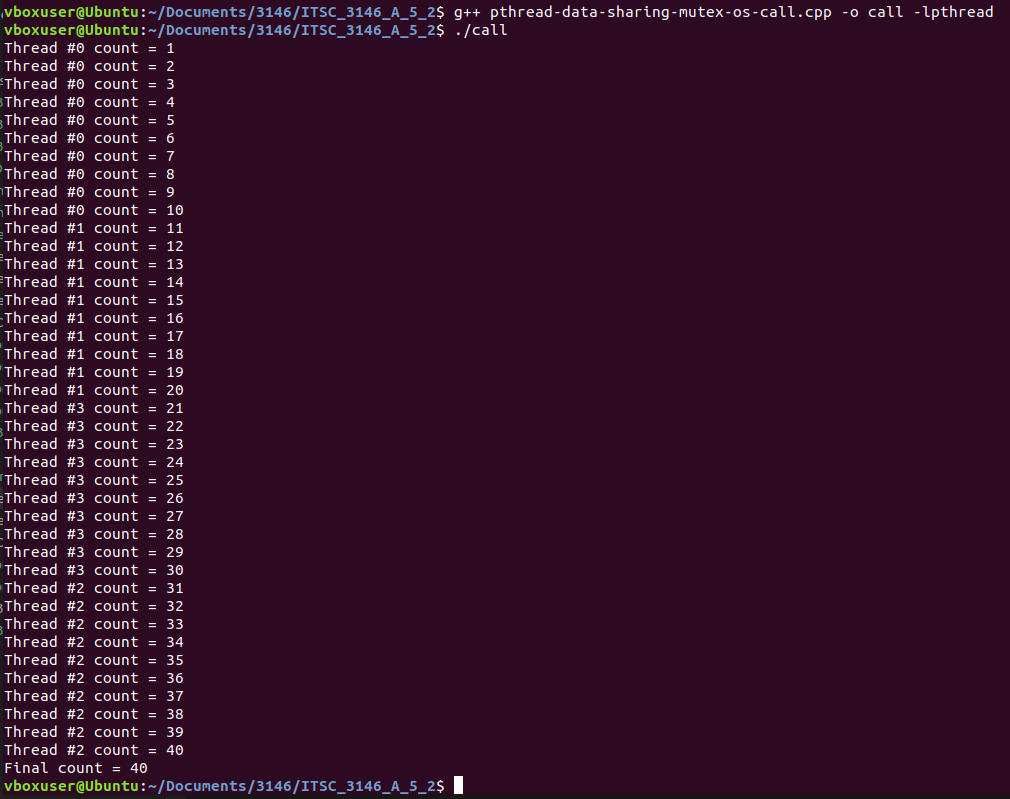 vboxuser@Ubuntu:~/Documents/3146/ITSC_3146_A_5_2$ g++ pthread-data-sharing-mutex-os-call.cpp -o call -lpthread
vboxuser@Ubuntu:~/Documents/3146/ITSC_3146_A_5_2$ ./call
Thread #0 count = 1
Thread #0 count = 2
Thread #0 count = 3
Thread #0 count = 4
Thread #0 count = 5
Thread #0 count = 6
Thread #0 count = 7
Thread #0 count = 8
Thread #0 count = 9
Thread #0 count = 10
Thread #1 count = 11
Thread #1 count = 12
Thread #1 count = 13
Thread #1 count = 14
Thread #1 count = 15
Thread #1 count = 16
Thread #1 count = 17
Thread #1 count = 18
Thread #1 count = 19
Thread #1 count = 20
Thread #3 count = 21
Thread #3 count = 22
Thread #3 count = 23
Thread #3 count = 24
Thread #3 count = 25
Thread #3 count = 26
Thread #3 count = 27
Thread #3 count = 28
Thread #3 count = 29
Thread #3 count = 30
Thread #2 count = 31
Thread #2 count = 32
Thread #2 count = 33
Thread #2 count = 34
Thread #2 count = 35
Thread #2 count = 36
Thread #2 count = 37
Thread #2 count = 38
Thread #2 count = 39
Thread #2 count = 40
Final count = 40
vboxuser@Ubuntu:~/Documents/3146/ITSC_3146_A_5_2$